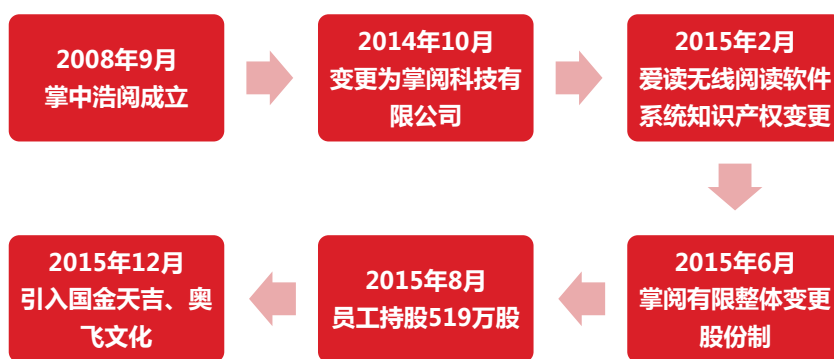 2008年9月
掌中浩阅成立
2014年10月
变更为掌阅科技有
限公司
2015年2月
爱读无线阅读软件
系统知识产权变更
2015年6月
掌阅有限整体变更
股份制
2015年8月
员工持股519万股
2015年12月
引入国金天吉、奥
飞文化